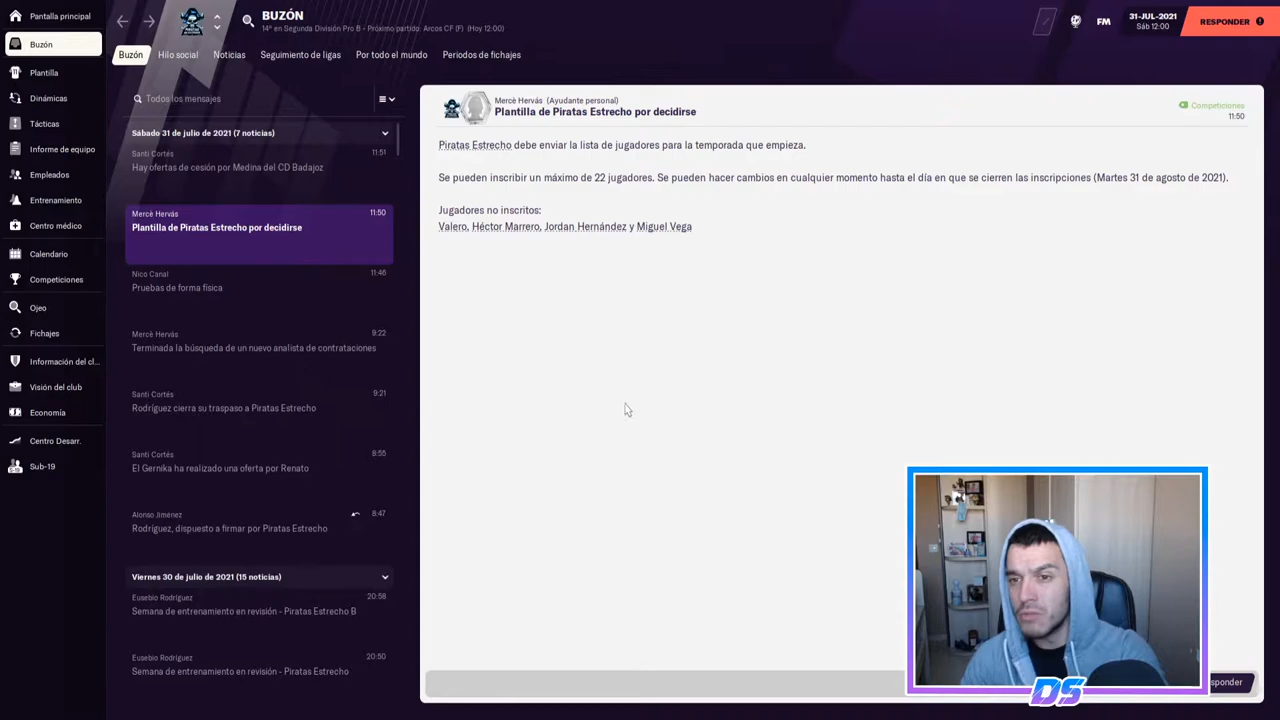 Pantalla principal
Buzón
Plantilla
Dinámicas
Tácticas
Informe de equipo
Empleados
Entrenamiento
Centro médico
Calendario
Competiciones
Ojeo
Fichajes
Información del cl...
Visión del club
Economía
Centro Desarr.
Sub-19
BUZÓN
14º en Segunda División Pro B - Próximo partido: Arcos CF (F) (Hoy 12:00)
FM
31-JUL-2021
Sáb 12:00
RESPONDER
Buzón
Hilo social
Noticias
Seguimiento de ligas
Por todo el mundo
Periodos de fichajes
Todos los mensajes
Sábado 31 de julio de 2021 (7 noticias)
Santi Cortés 11:51
Hay ofertas de cesión por Medina del CD Badajoz
Mercè Hervás 11:50
Plantilla de Piratas Estrecho por decidirse
Nico Canal 11:46
Pruebas de forma física
Mercè Hervás 9:22
Terminada la búsqueda de un nuevo analista de contrataciones
Santi Cortés 9:21
Rodríguez cierra su traspaso a Piratas Estrecho
Santi Cortés 8:55
El Gernika ha realizado una oferta por Renato
Alonso Jiménez 8:47
Rodríguez, dispuesto a firmar por Piratas Estrecho
Viernes 30 de julio de 2021 (15 noticias)
Eusebio Rodríguez 20:58
Semana de entrenamiento en revisión - Piratas Estrecho B
Eusebio Rodríguez 20:50
Semana de entrenamiento en revisión - Piratas Estrecho
Mercè Hervás (Ayudante personal)
Plantilla de Piratas Estrecho por decidirse
Competiciones
11:50
Piratas Estrecho debe enviar la lista de jugadores para la temporada que empieza.
Se pueden inscribir un máximo de 22 jugadores. Se pueden hacer cambios en cualquier momento hasta el día en que se cierren las inscripciones (Martes 31 de agosto de 2021).
Jugadores no inscritos:
Valero, Héctor Marrero, Jordan Hernández y Miguel Vega
sponder
DS